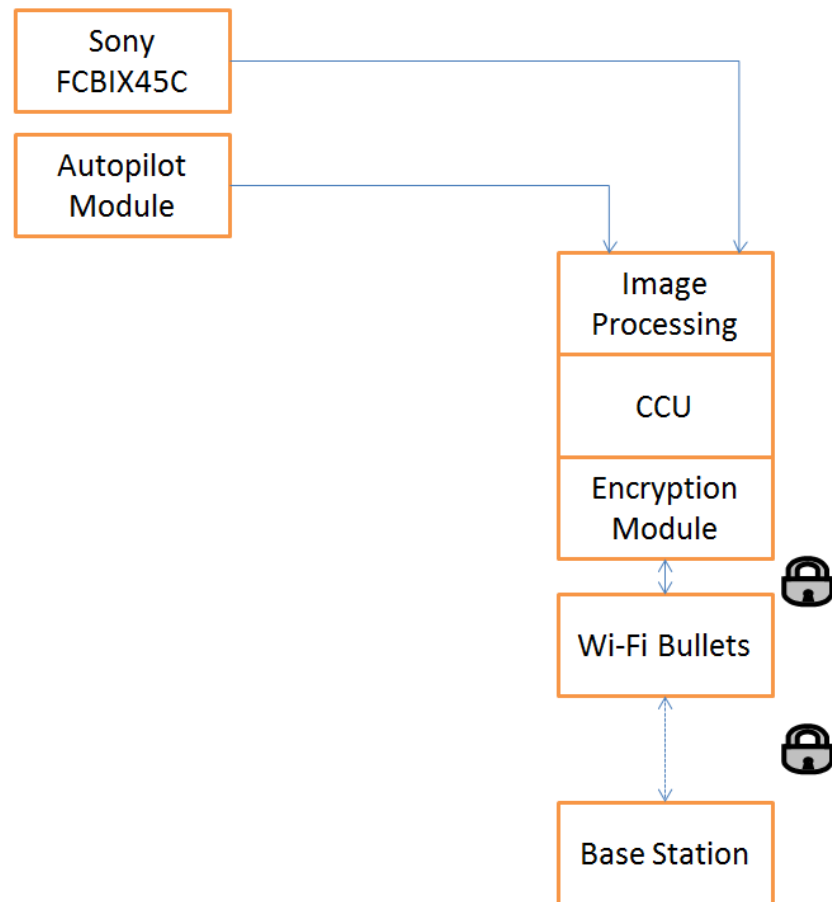 Sony
FCBIX45C
Autopilot
Module
Image
Processing
CCU
Encryption
Module
Wi-Fi Bullets
Base Station